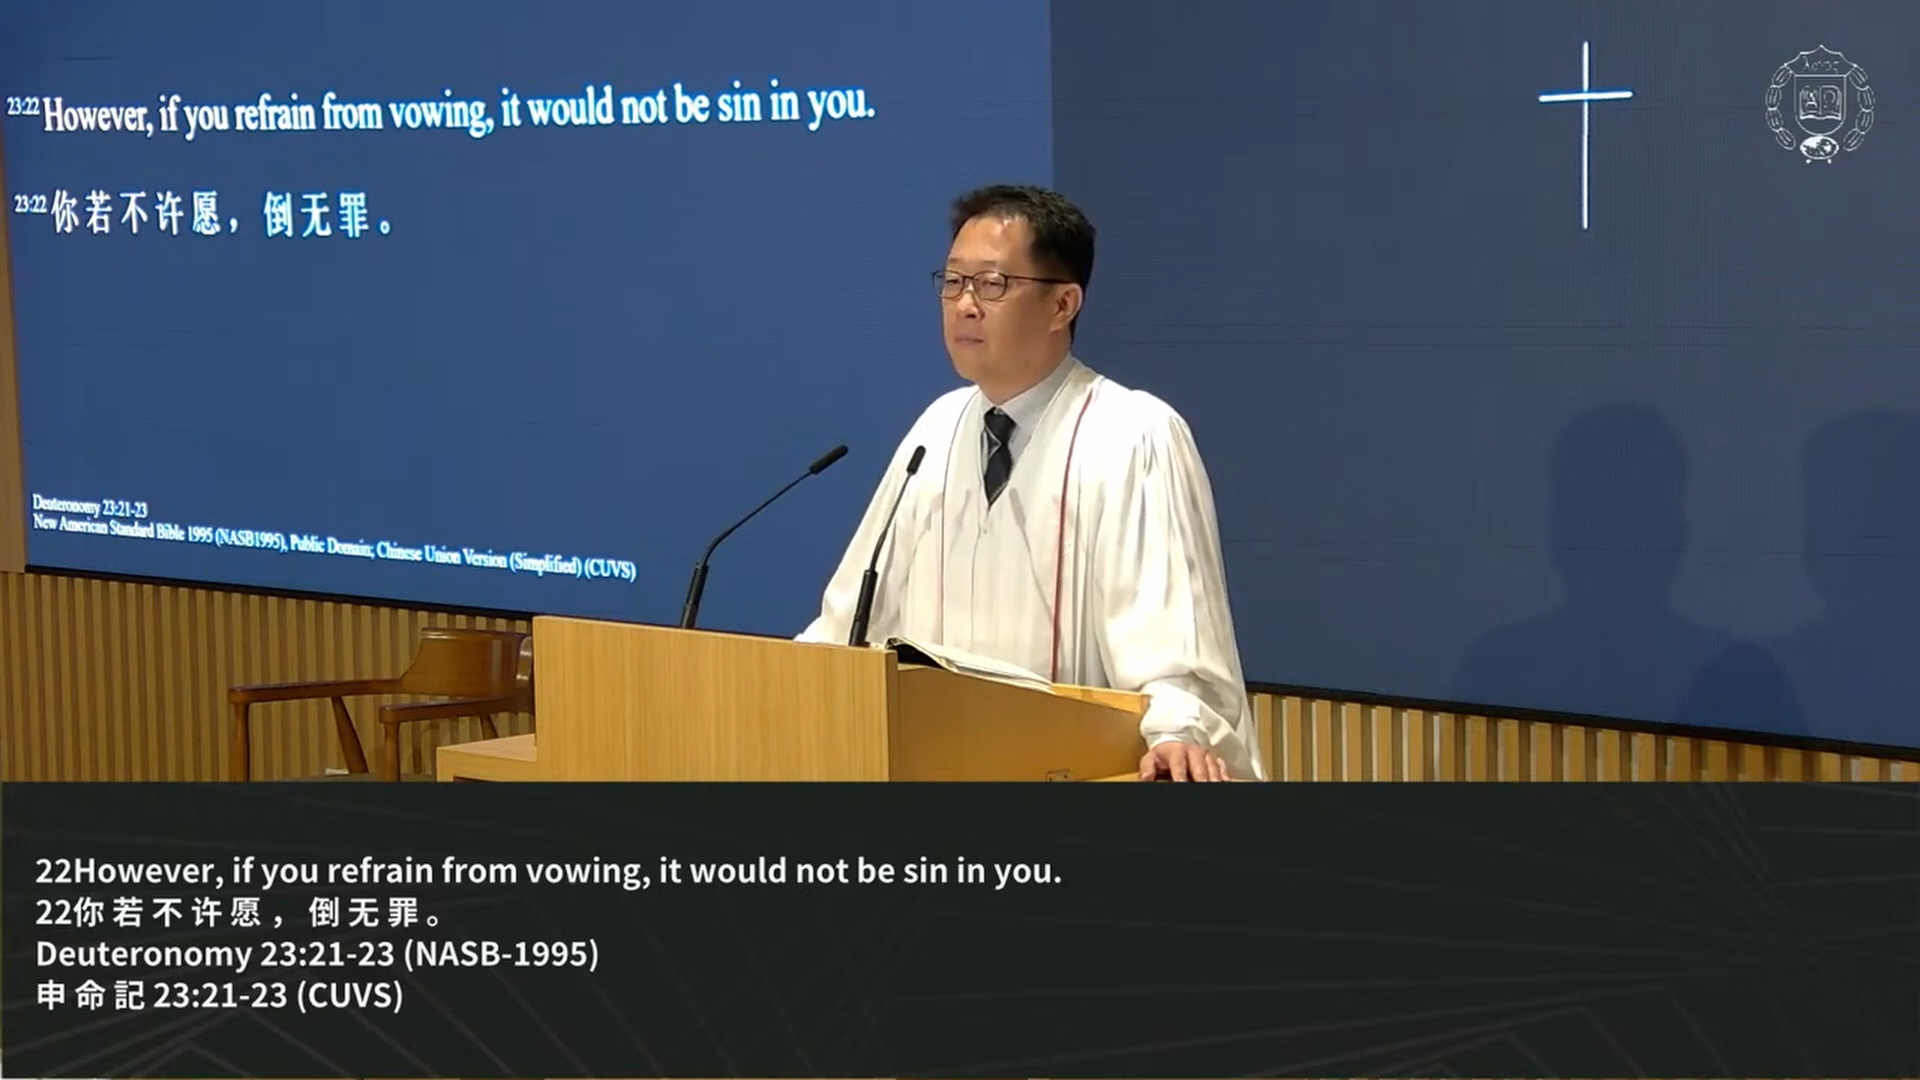 23:22 However, if you refrain from vowing, it would not be sin in you.
23:22 你若不许愿，倒无罪。
Deuteronomy 23:21-23
New American Standard Bible 1995 (NASB1995), Public Domain; Chinese Union Version (Simplified) (CUVS)
22However, if you refrain from vowing, it would not be sin in you.
22你若不许愿，倒无罪。
Deuteronomy 23:21-23 (NASB-1995)
申命記 23:21-23 (CUVS)